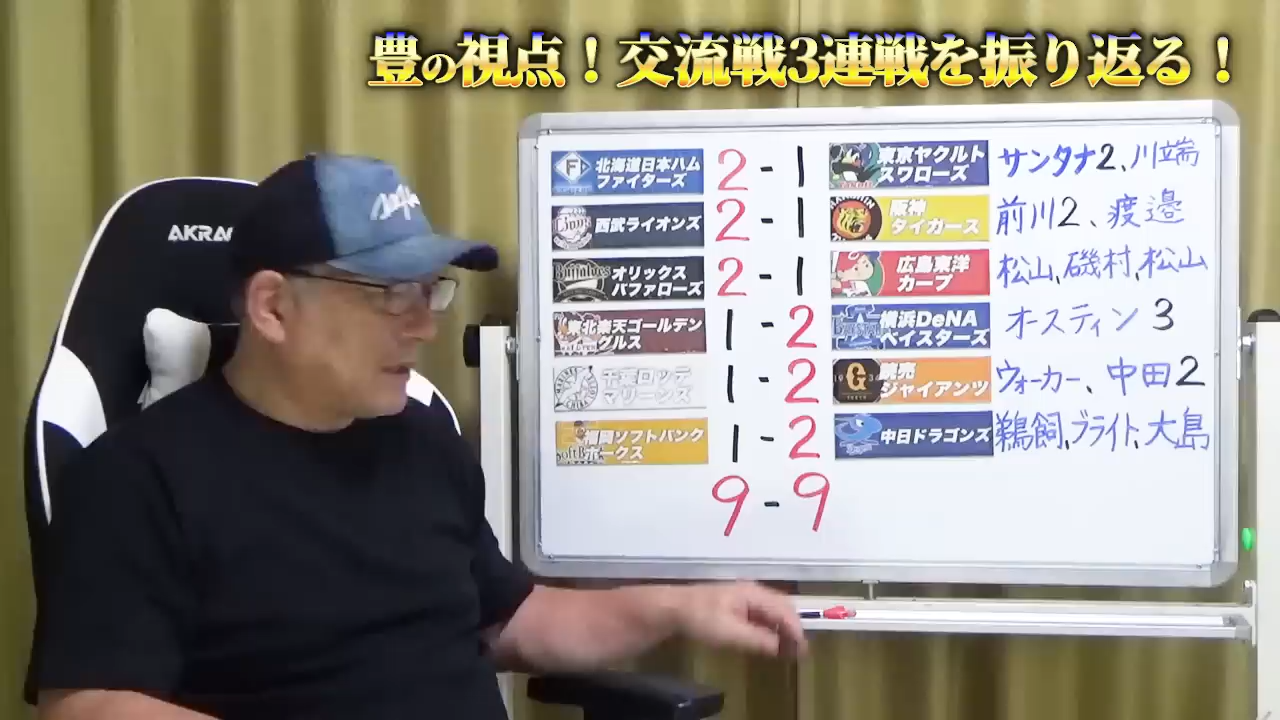 豊の視点！交流戦3連戦を振り返る！
AKRAC
北海道日本ハム
ファイターズ
2-1
東京ヤクルト
スワローズ
サンタナ2、川端
西武ライオンズ
2-1
阪神
タイガース
前川2、渡邉
Buffaloes
オリックス
バファローズ
2-1
広島東洋
カープ
松山、磯村、松山
東北楽天ゴールデン
グルス
1-2
横浜DeNA
ベイスターズ
オースティン3
千葉ロッテ
マリーンズ
1-2
G
読売
ジャイアンツ
ウォーカー、中田2
福岡ソフトバンク
ホークス
1-2
中日ドラゴンズ
鵜飼、ブライト、大島
9-9